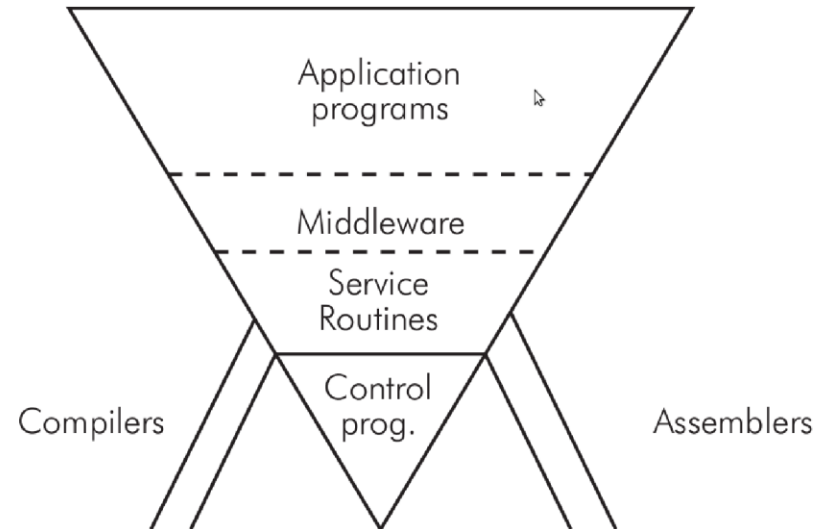 Application
programs
Middleware
Service
Routines
Control
prog.
Compilers
Assemblers